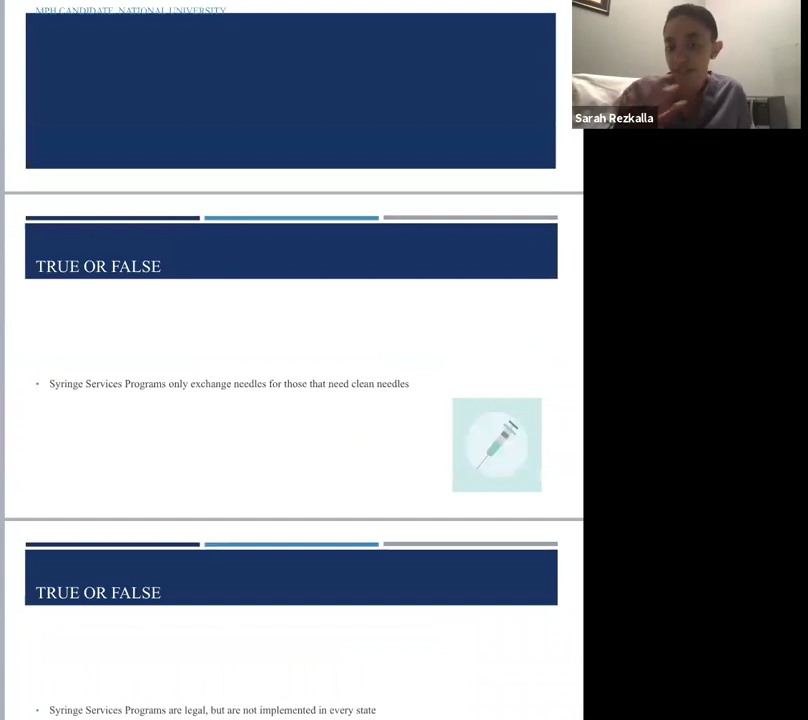 MPH CANDIDATE, NATIONAL UNIVERSITY
Sarah Rezkalla
TRUE OR FALSE
• Syringe Services Programs only exchange needles for those that need clean needles
TRUE OR FALSE
• Syringe Services Programs are legal, but are not implemented in every state